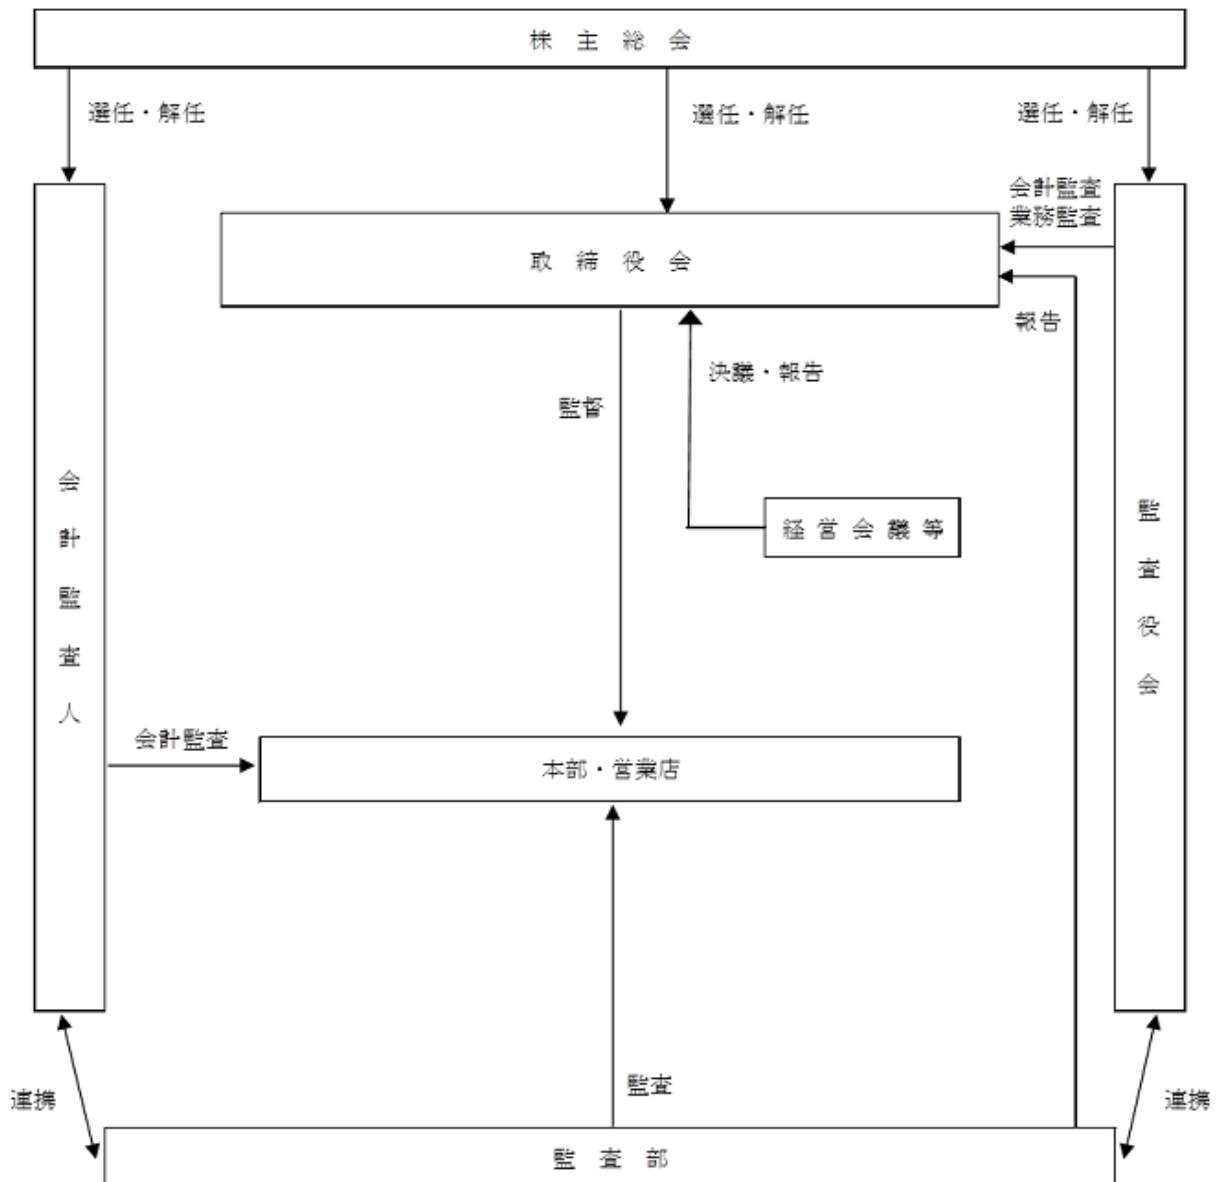 株主総会
選任・解任
選任・解任
選任・解任
会計監査
業務監査
取締役会
報告
決議・報告
監督
会計監査人
経営会議等
監査役会
会計監査
本部・営業店
監査
連携
連携
監査部